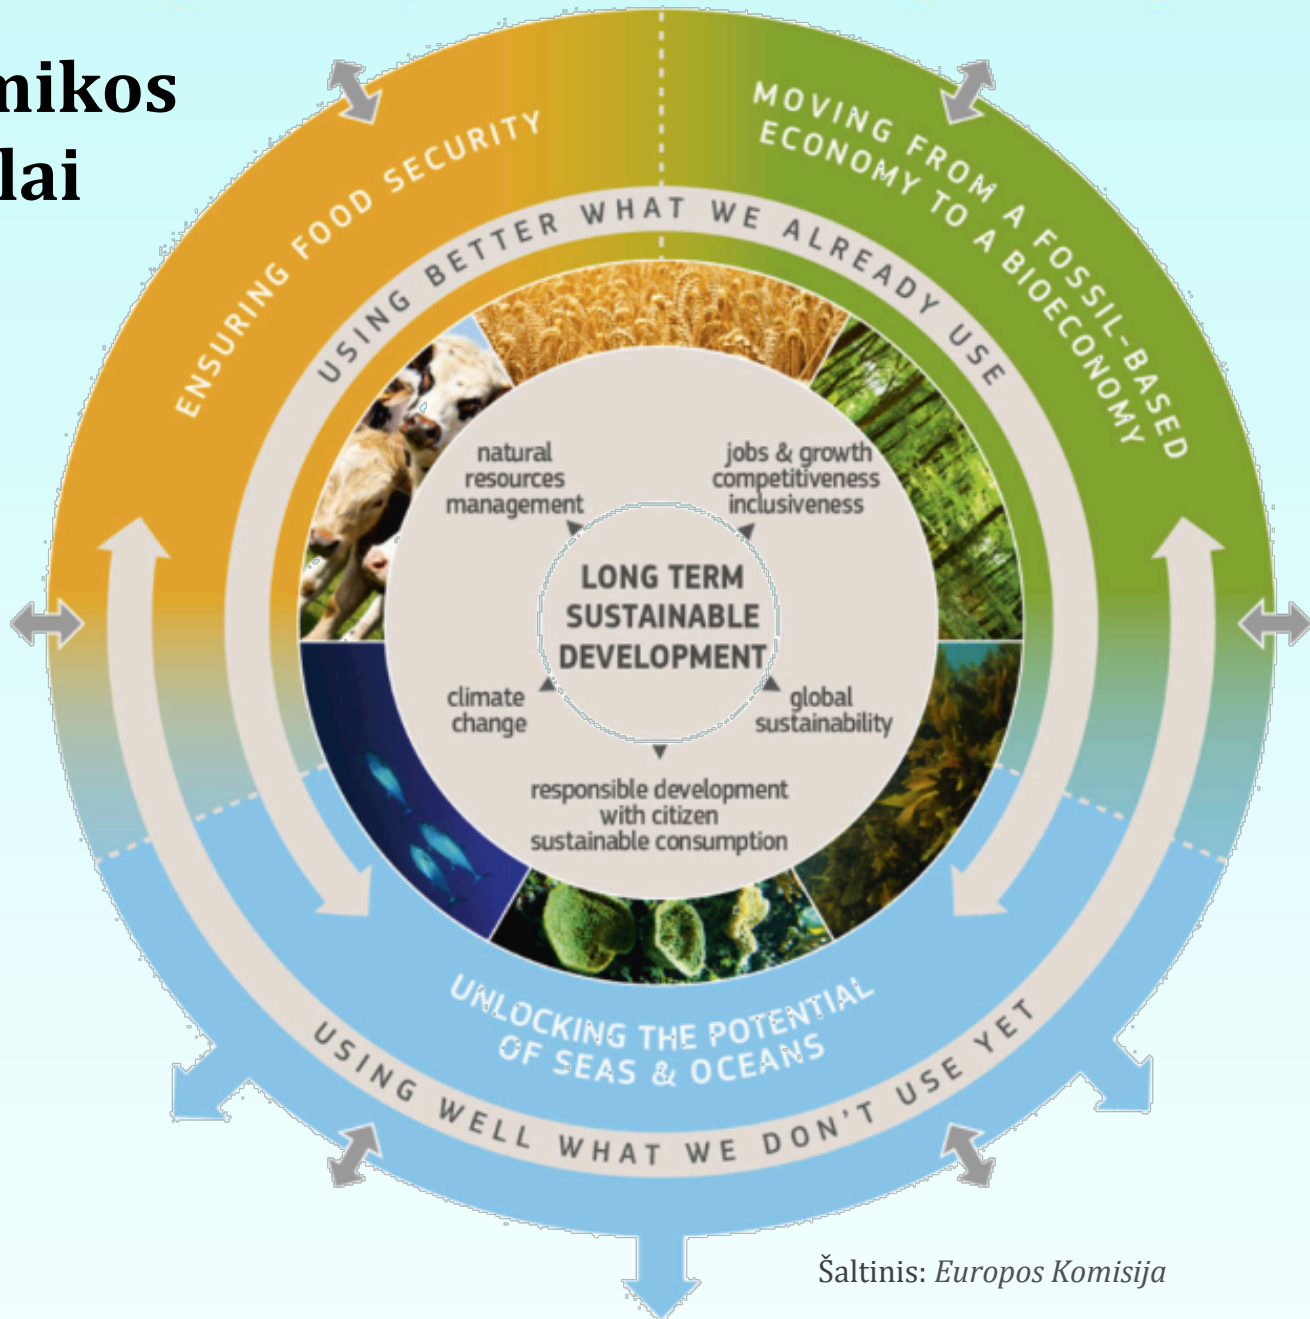 mikos
lai
ENSURING FOOD SECURITY
MOVING FROM A FOSSIL-BASED
ECONOMY TO A BIOECONOMY
USING BETTER WHAT WE ALREADY USE
natural
resources
management
jobs & growth
competitiveness
inclusiveness
LONG TERM
SUSTAINABLE
DEVELOPMENT
climate
change
global
sustainability
responsible development
with citizen
sustainable consumption
UNLOCKING THE POTENTIAL
OF SEAS & OCEANS
USING WELL WHAT WE DON'T USE YET
Šaltinis: Europos Komisija